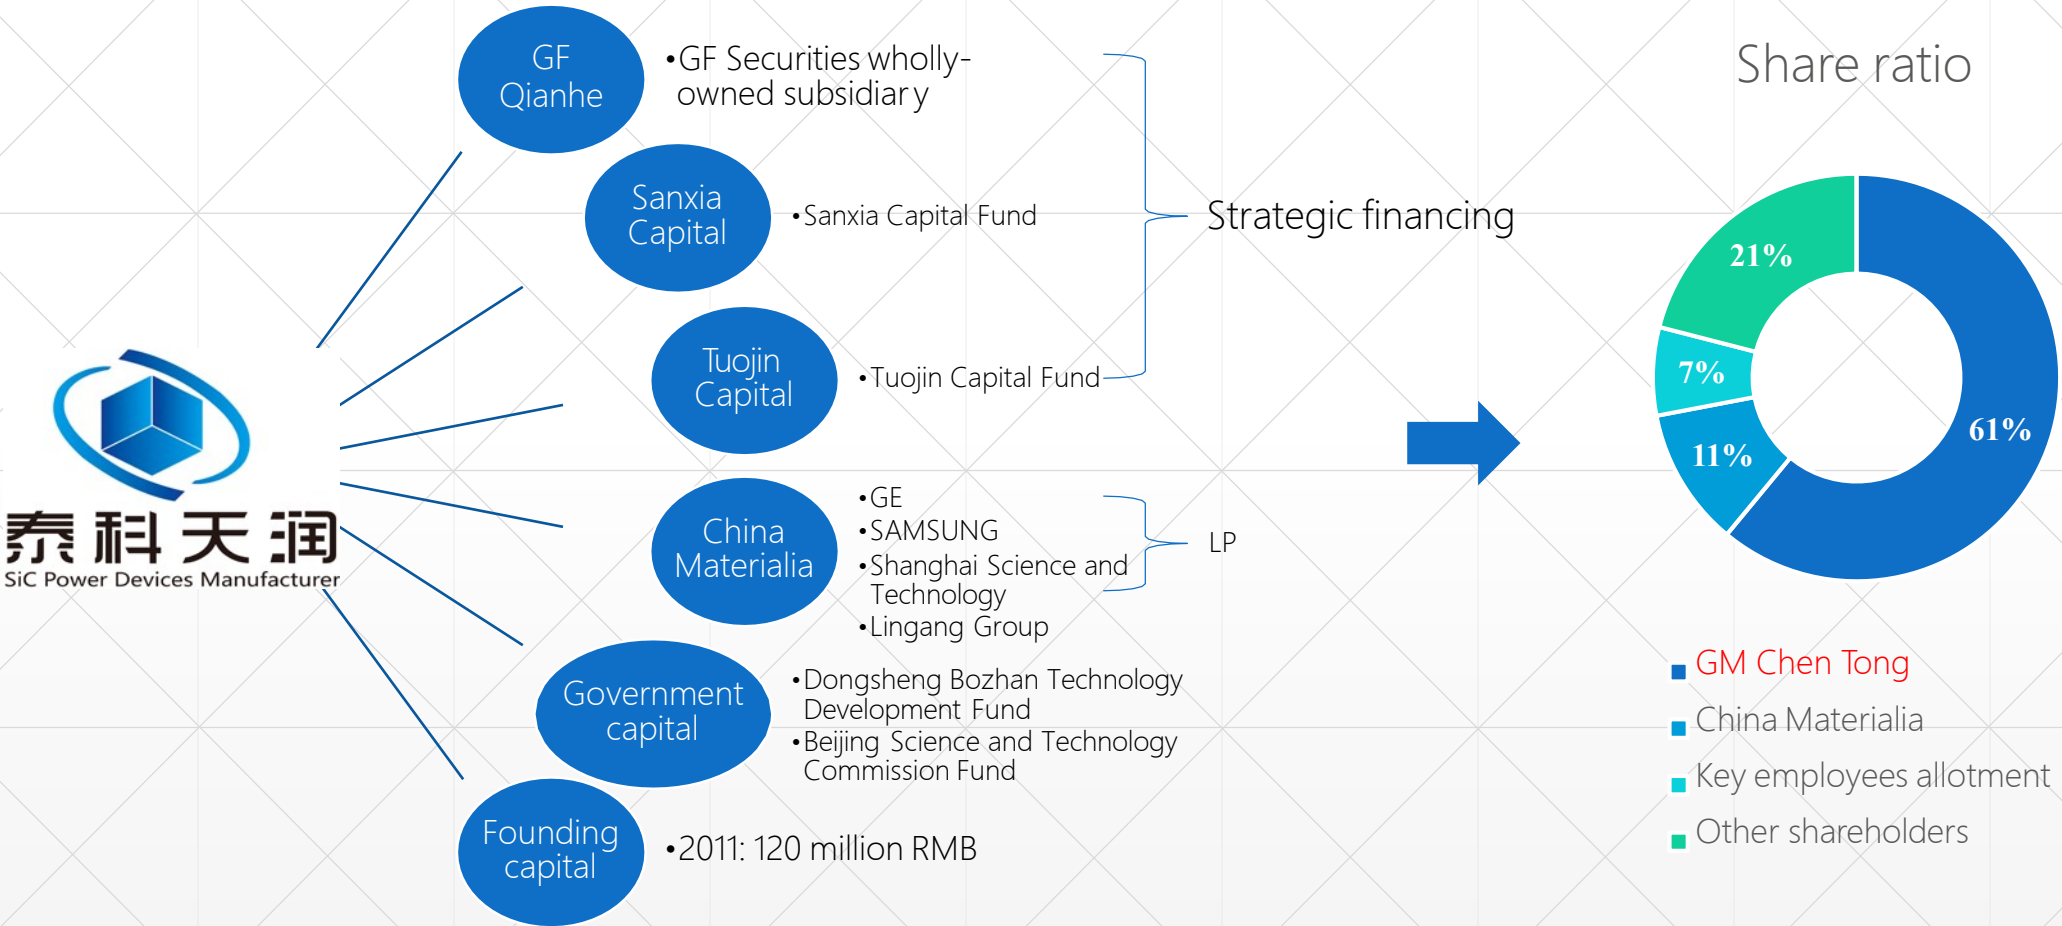 GF
Qianhe
•GF Securities wholly-
owned subsidiary
Sanxia
Capital
•Sanxia Capital Fund
Strategic financing
Tuojin
Capital
•Tuojin Capital Fund
China
Materialia
•GE
•SAMSUNG
•Shanghai Science and
Technology
•Lingang Group
LP
Government
capital
•Dongsheng Bozhan Technology
Development Fund
•Beijing Science and Technology
Commission Fund
Founding
capital
•2011: 120 million RMB
泰科天润
SiC Power Devices Manufacturer
Share ratio
21%
7%
11%
61%
GM Chen Tong
China Materialia
Key employees allotment
Other shareholders